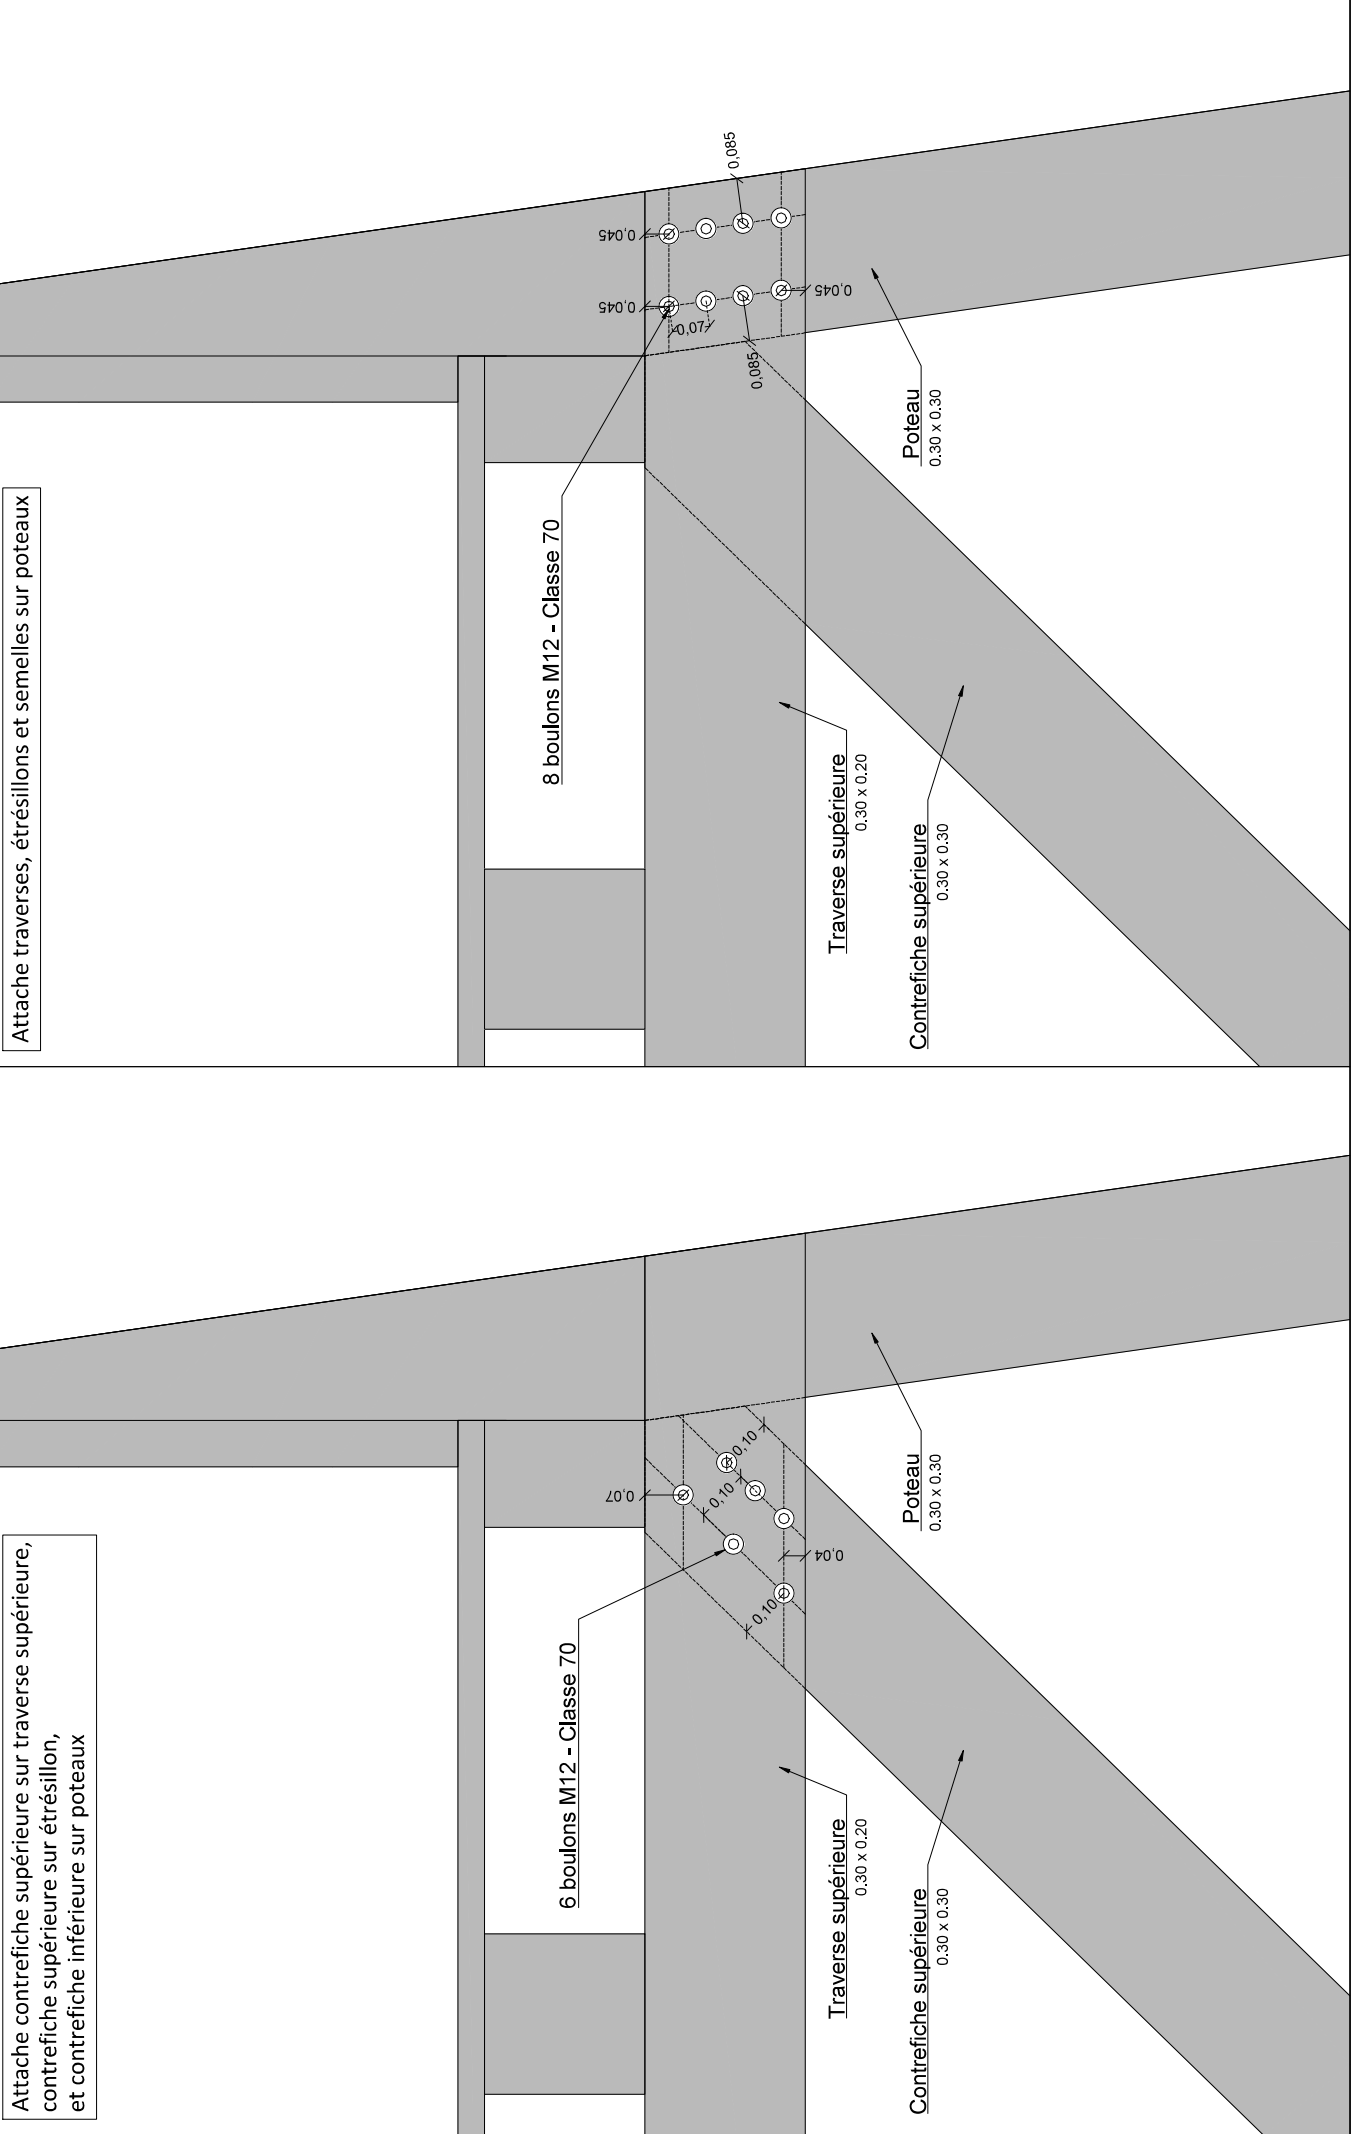 Attache contrefiche supérieure sur traverse supérieure,
contrefiche supérieure sur étrésillon,
et contrefiche inférieure sur poteaux
6 boulons M12 - Classe 70
0,07
0,10
0,10
0,10
0,04
Traverse supérieure
0.30 x 0.20
Contrefiche supérieure
0.30 x 0.30
Poteau
0.30 x 0.30
Attache traverses, étrésillons et semelles sur poteaux
8 boulons M12 - Classe 70
0,045
0,045
0,085
0,07
0,085
0,045
Traverse supérieure
0.30 x 0.20
Contrefiche supérieure
0.30 x 0.30
Poteau
0.30 x 0.30